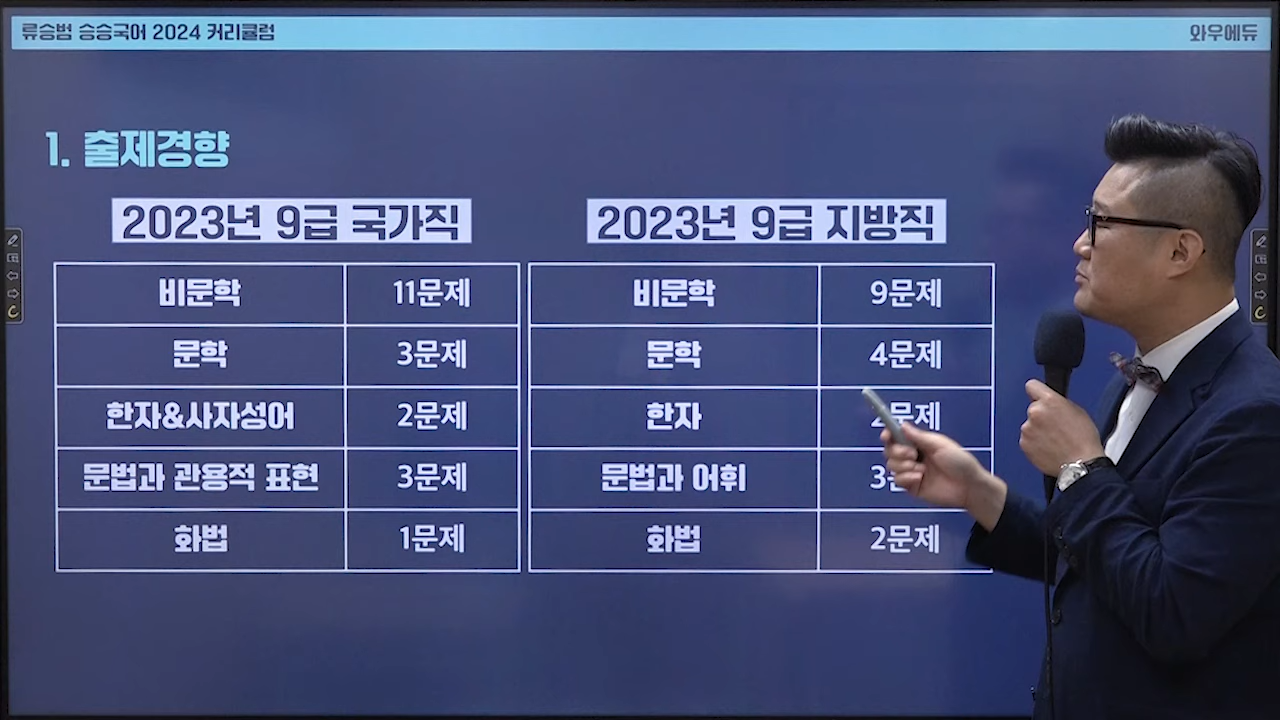 류승범 승승국어 2024 커리큘럼
와우에듀
1. 출제경향
2023년 9급 국가직
비문학 11문제
문학 3문제
한자&사자성어 2문제
문법과 관용적 표현 3문제
화법 1문제
2023년 9급 지방직
비문학 9문제
문학 4문제
한자 2문제
문법과 어휘 3
화법 2문제